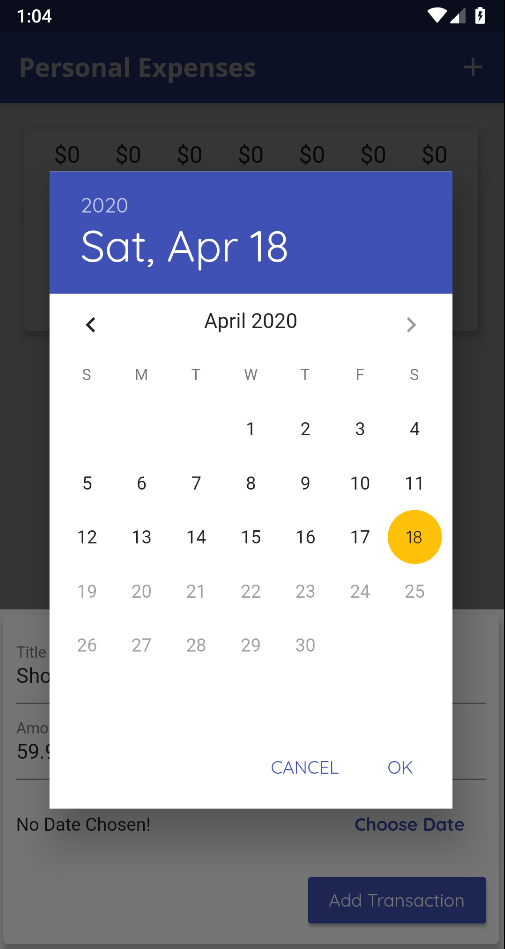 1:04
Personal Expenses
$0 $0 $0 $0 $0 $0 $0
2020
Sat, Apr 18
April 2020
S M T W T F S
1 2 3 4
5 6 7 8 9 10 11
12 13 14 15 16 17 18
19 20 21 22 23 24 25
26 27 28 29 30
Title
Sho
Amo
59.9
CANCEL OK
No Date Chosen! Choose Date
Add Transaction